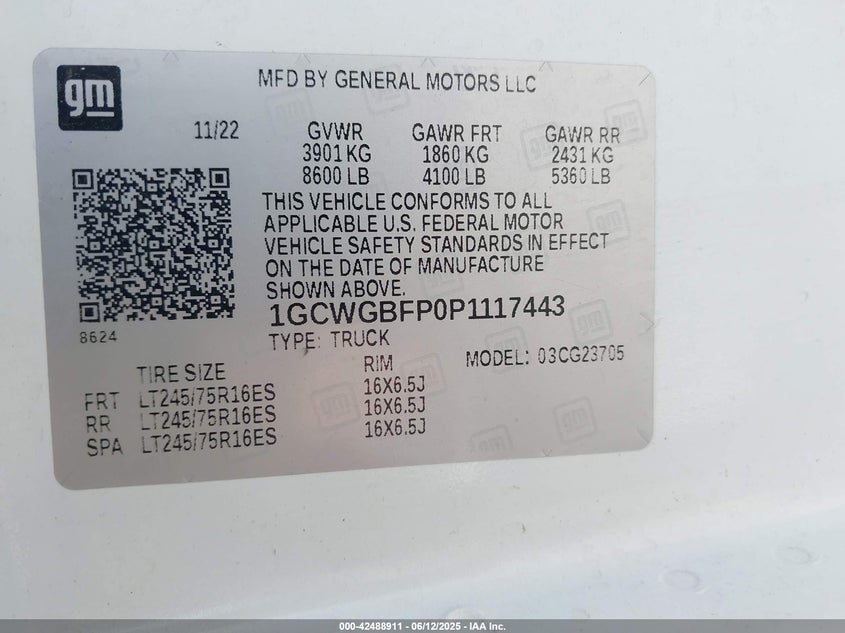 gm
MFD BY GENERAL MOTORS LLC
11/22 GVWR GAWR FRT GAWR RR
3901 KG 1860 KG 2431 KG
8600 LB 4100 LB 5360 LB
THIS VEHICLE CONFORMS TO ALL
APPLICABLE U.S. FEDERAL MOTOR
VEHICLE SAFETY STANDARDS IN EFFECT
ON THE DATE OF MANUFACTURE
SHOWN ABOVE.
1GCWGBFP0P1117443
8624
TYPE: TRUCK
MODEL: 03CG23705
TIRE SIZE RIM
FRT LT245/75R16ES 16X6.5J
RR LT245/75R16ES 16X6.5J
SPA LT245/75R16ES 16X6.5J
000-42488911 - 06/12/2025 - IAA Inc.